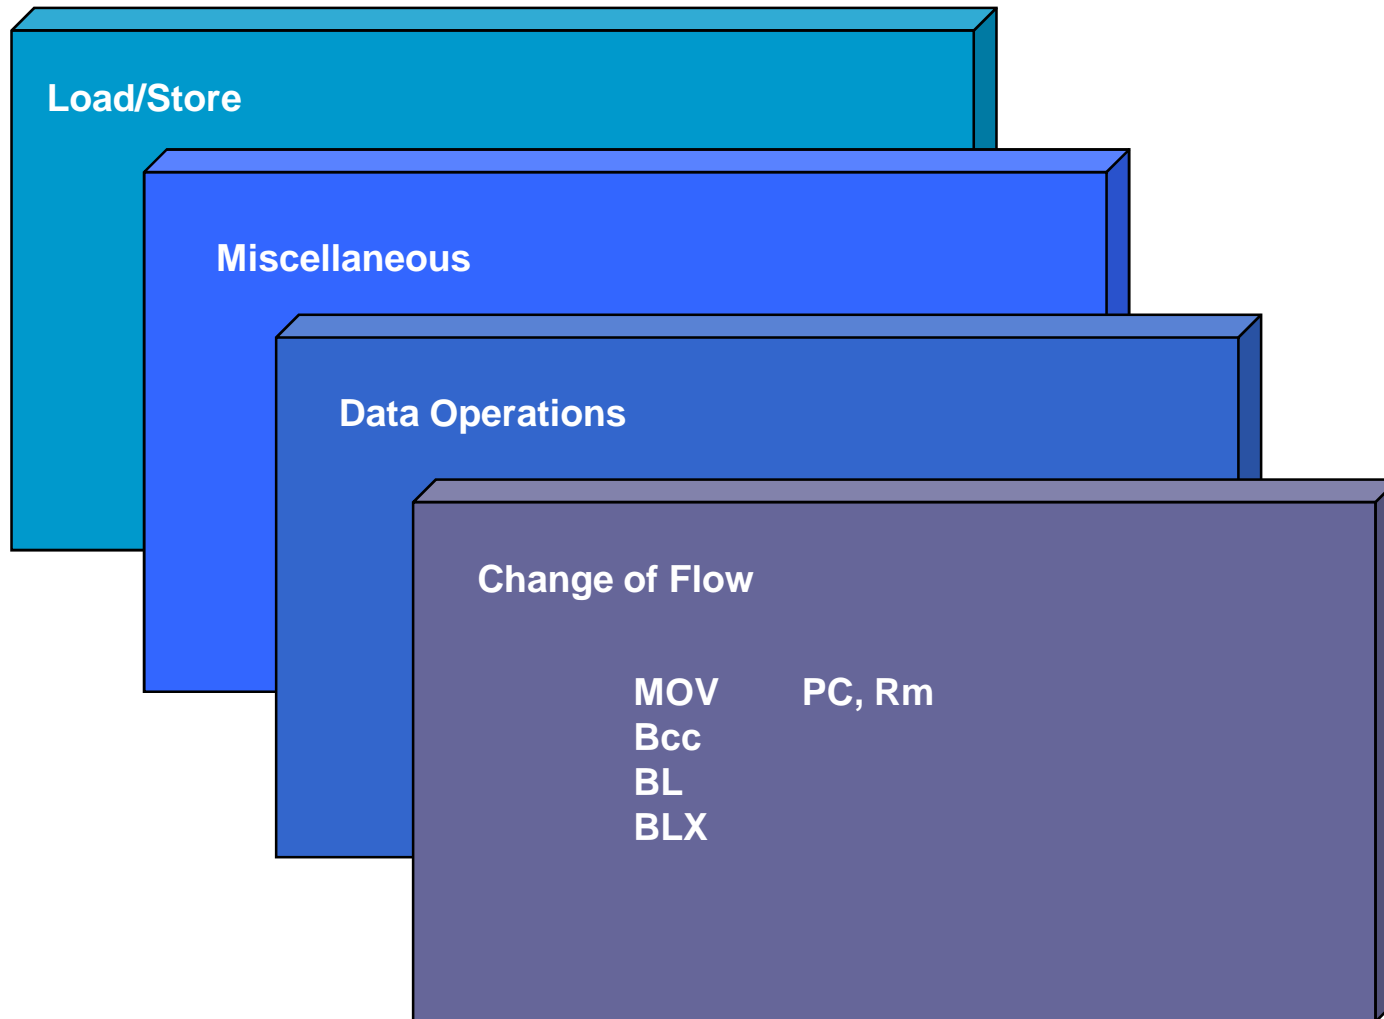 Load/Store
Miscellaneous
Data Operations
Change of Flow
MOV PC, Rm
Bcc
BL
BLX